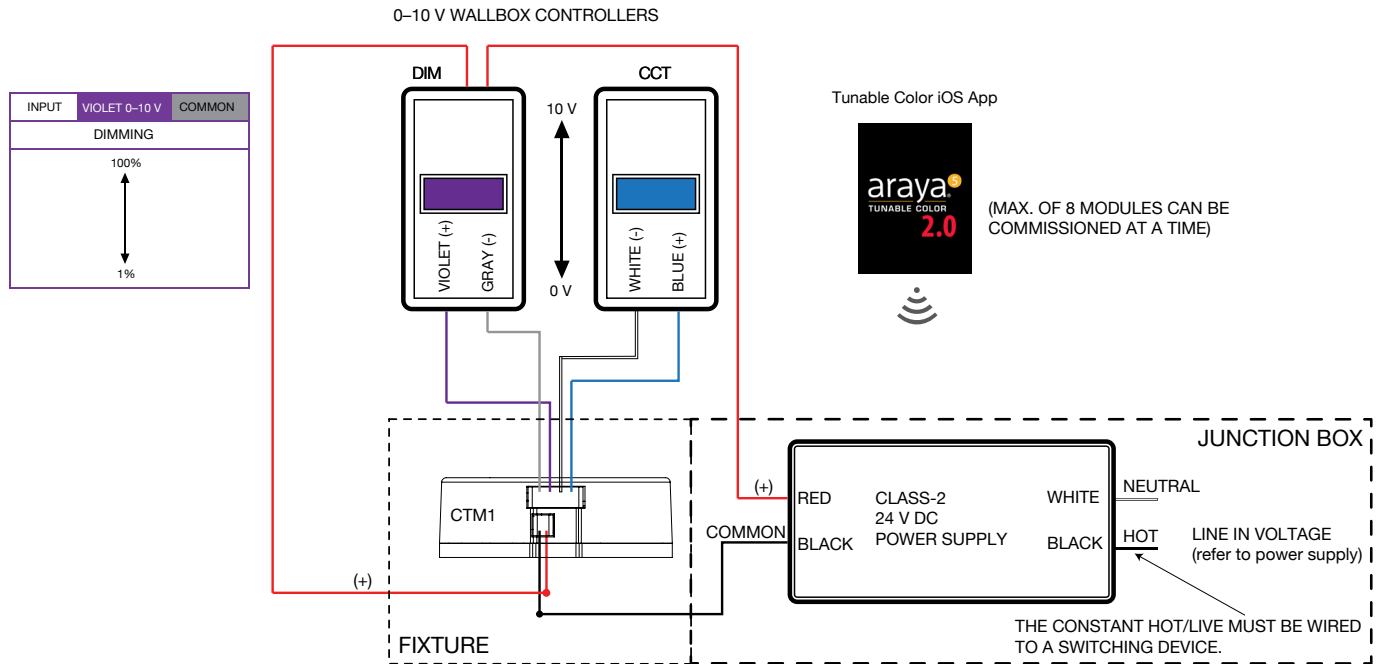 0–10 V WALLBOX CONTROLLERS
DIM
CCT
INPUT
VIOLET 0–10 V
COMMON
DIMMING
100%
1%
10 V
0 V
VIOLET (+)
GRAY (-)
WHITE (-)
BLUE (+)
Tunable Color iOS App
araya 5
TUNABLE COLOR
2.0
(MAX. OF 8 MODULES CAN BE
COMMISSIONED AT A TIME)
JUNCTION BOX
CTM1
(+)
FIXTURE
(+)
COMMON
RED
BLACK
CLASS-2
24 V DC
POWER SUPPLY
WHITE
BLACK
NEUTRAL
HOT
LINE IN VOLTAGE
(refer to power supply)
THE CONSTANT HOT/LIVE MUST BE WIRED
TO A SWITCHING DEVICE.